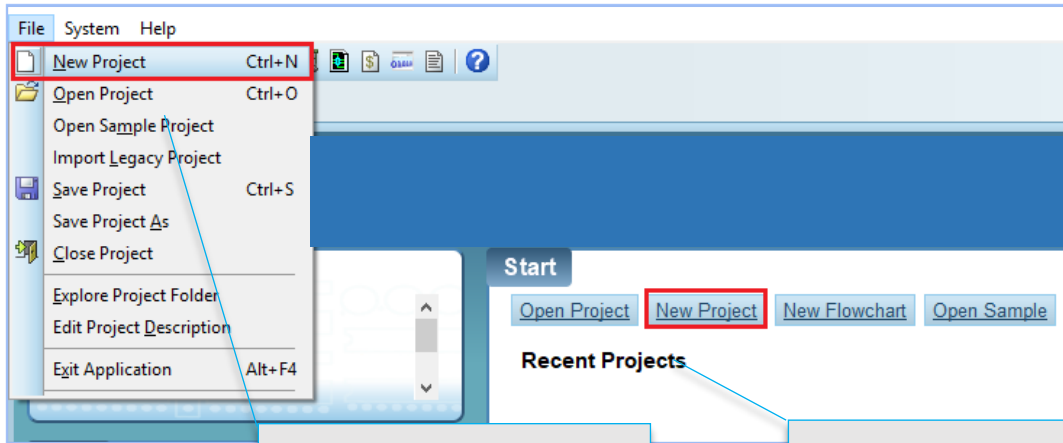 File System Help
New Project Ctrl+N
Open Project Ctrl+O
Open Sample Project
Import Legacy Project
Save Project Ctrl+S
Save Project As
Close Project
Explore Project Folder
Edit Project Description
Exit Application Alt+F4
Start
Open Project New Project New Flowchart Open Sample
Recent Projects